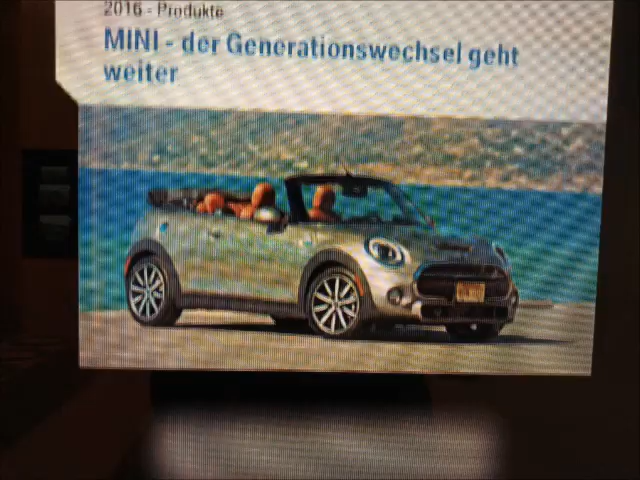 2016 - Produkte
MINI - der Generationswechsel geht
weiter